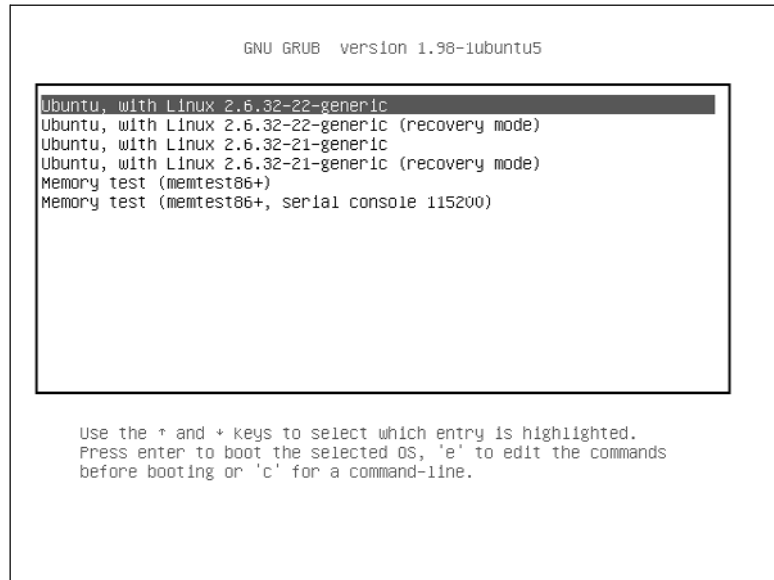 GNU GRUB version 1.98-1ubuntu5
Ubuntu, with Linux 2.6.32-22-generic
Ubuntu, with Linux 2.6.32-22-generic (recovery mode)
Ubuntu, with Linux 2.6.32-21-generic
Ubuntu, with Linux 2.6.32-21-generic (recovery mode)
Memory test (memtest86+)
Memory test (memtest86+, serial console 115200)
Use the ↑ and ↓ keys to select which entry is highlighted.
Press enter to boot the selected OS, 'e' to edit the commands
before booting or 'c' for a command-line.